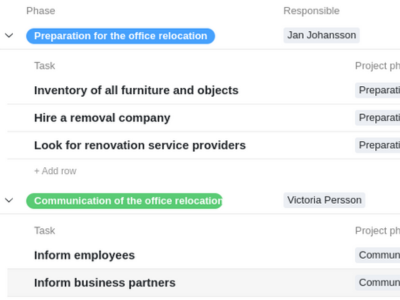 Phase Responsible
Preparation for the office relocation Jan Johansson
Task Project ph
Inventory of all furniture and objects Preparati
Hire a removal company Preparati
Look for renovation service providers Preparati
+ Add row
Communication of the office relocation Victoria Persson
Task Project ph
Inform employees Commun
Inform business partners Commun